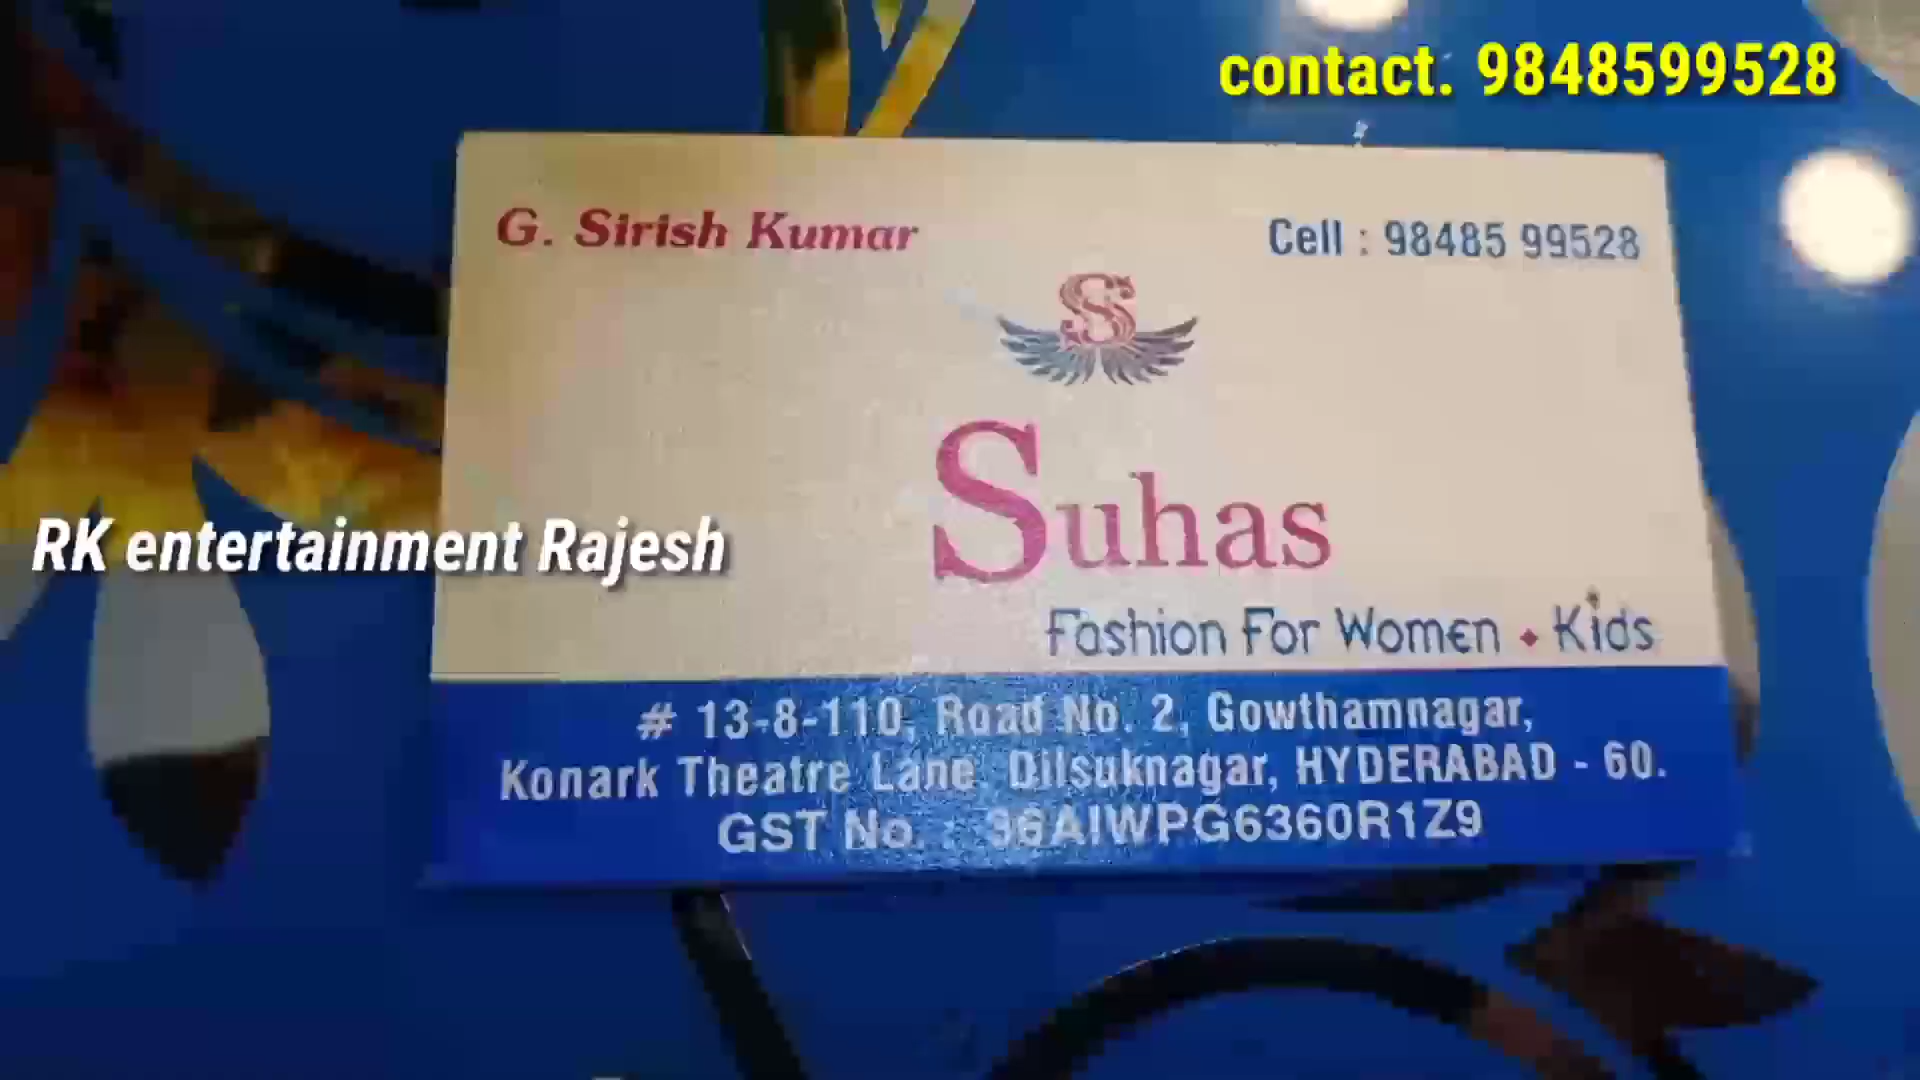 contact. 9848599528
G. Sirish Kumar
Cell : 98485 99528
S
Suhas
RK entertainment Rajesh
Fashion For Women • Kids
# 13-8-110, Road No. 2, Gowthamnagar,
Konark Theatre Lane Dilsuknagar, HYDERABAD - 60.
GST No. : 36AIWPG6360R1Z9